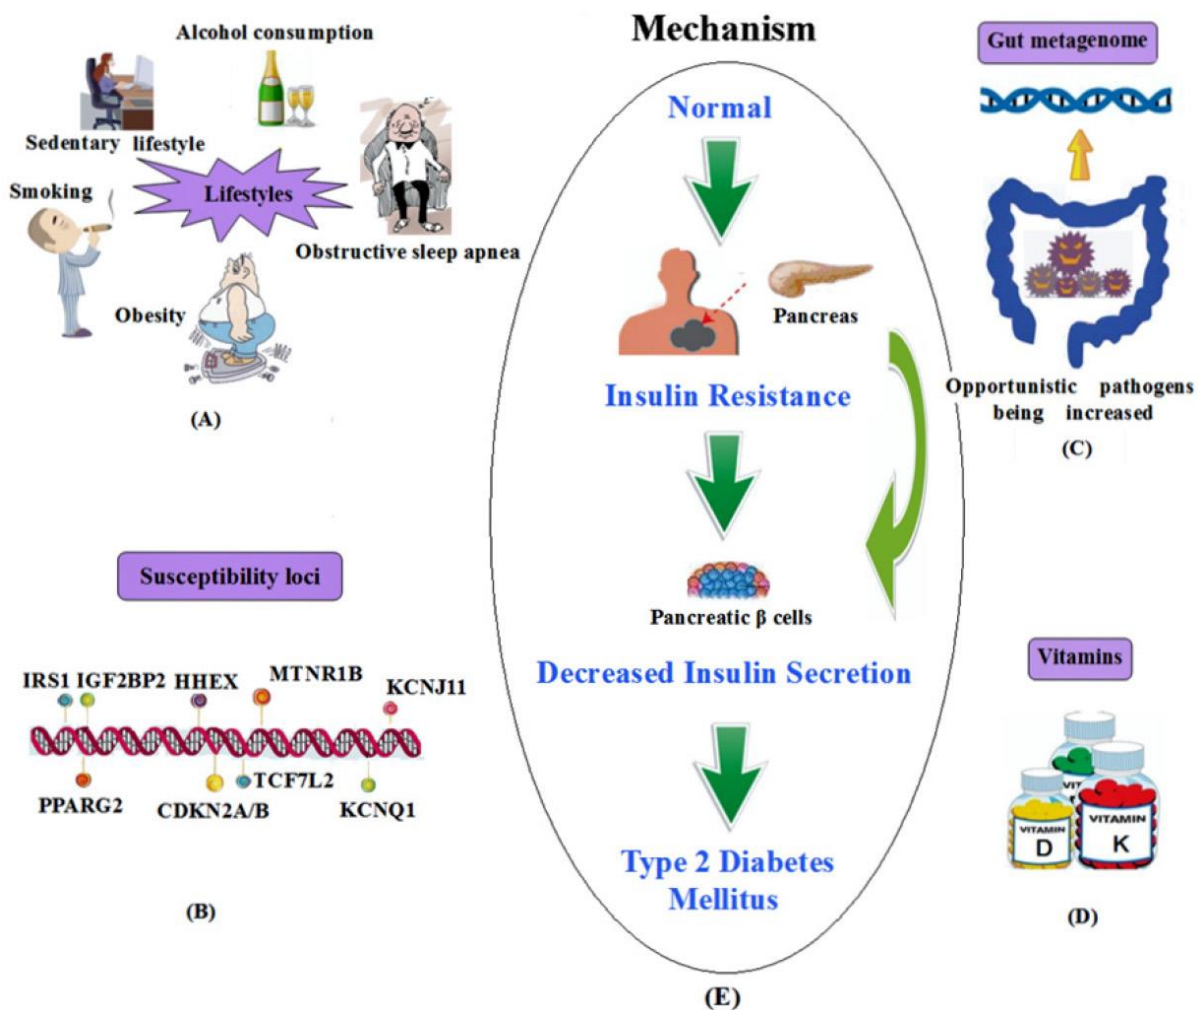 Alcohol consumption
Sedentary lifestyle
Smoking
Lifestyles
Obstructive sleep apnea
Obesity
(A)
Susceptibility loci
IRS1 IGF2BP2 HHEX MTNR1B KCNJ11
PPARG2 CDKN2A/B TCF7L2 KCNQ1
(B)
Mechanism
Normal
Pancreas
Insulin Resistance
Pancreatic β cells
Decreased Insulin Secretion
Type 2 Diabetes
Mellitus
(E)
Gut metagenome
Opportunistic pathogens
being increased
(C)
Vitamins
VITAMIN
D
VITAMIN
K
(D)